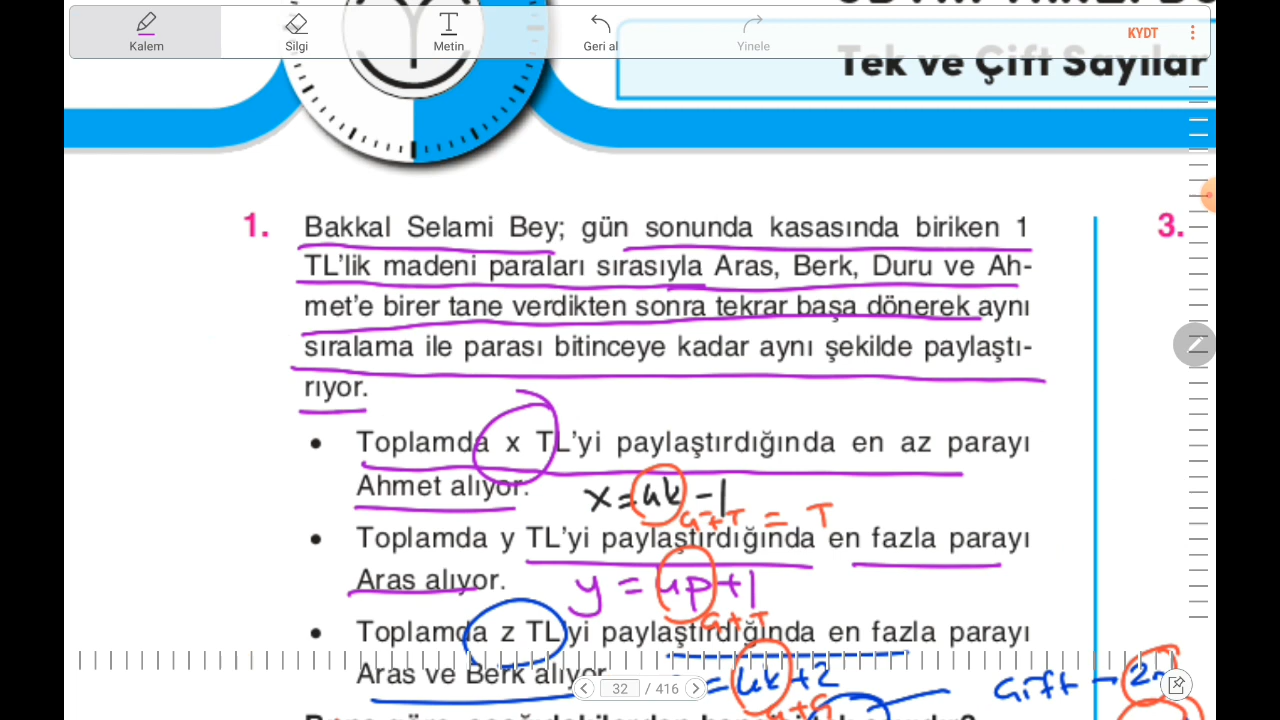 Kalem
Silgi
Metin
Geri al
Yinele
KYDT
Tek ve Çift Sayılar
1.
Bakkal Selami Bey; gün sonunda kasasında biriken 1
TL'lik madeni paraları sırasıyla Aras, Berk, Duru ve Ah-
met'e birer tane verdikten sonra tekrar başa dönerek aynı
sıralama ile parası bitinceye kadar aynı şekilde paylaştı-
rıyor.
• Toplamda x TL'yi paylaştırdığında en az parayı
Ahmet alıyor.
x = 4k - 1
Ç+T = T
• Toplamda y TL'yi paylaştırdığında en fazla parayı
Aras alıyor.
y = 4p + 1
Ç+T
• Toplamda z TL'yi paylaştırdığında en fazla parayı
Aras ve Berk alıyor
= 4k + 2
Çift
32 / 416
3.